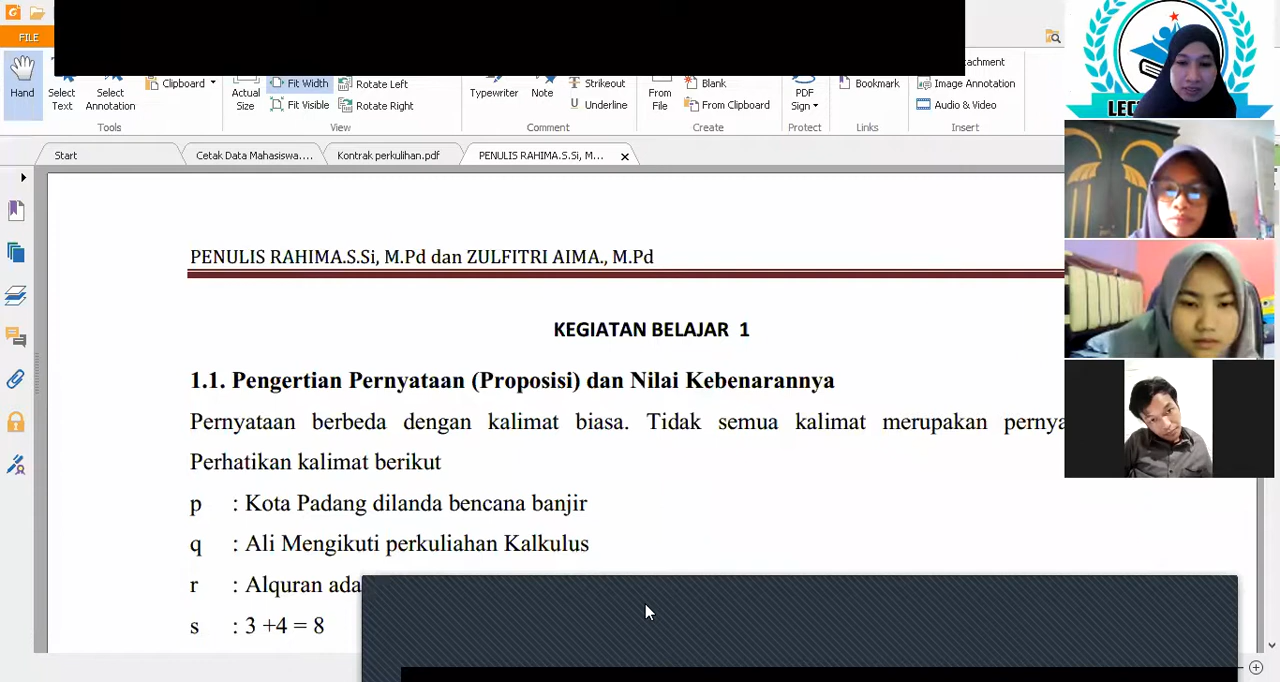 FILE
Hand
Select Text
Select Annotation
Clipboard
Tools
Actual Size
Fit Width
Fit Visible
Rotate Left
Rotate Right
View
Typewriter
Note
Strikeout
Underline
Comment
From File
Blank
From Clipboard
Create
PDF Sign
Protect
Bookmark
Links
Image Annotation
Audio & Video
Insert
Start
Cetak Data Mahasiswa....
Kontrak perkulihan.pdf
PENULIS RAHIMA.S.Si, M...
PENULIS RAHIMA.S.Si, M.Pd dan ZULFITRI AIMA., M.Pd
KEGIATAN BELAJAR 1
1.1. Pengertian Pernyataan (Proposisi) dan Nilai Kebenarannya
Pernyataan berbeda dengan kalimat biasa. Tidak semua kalimat merupakan
Perhatikan kalimat berikut
p : Kota Padang dilanda bencana banjir
q : Ali Mengikuti perkuliahan Kalkulus
r : Alquran ada
s : 3 +4 = 8